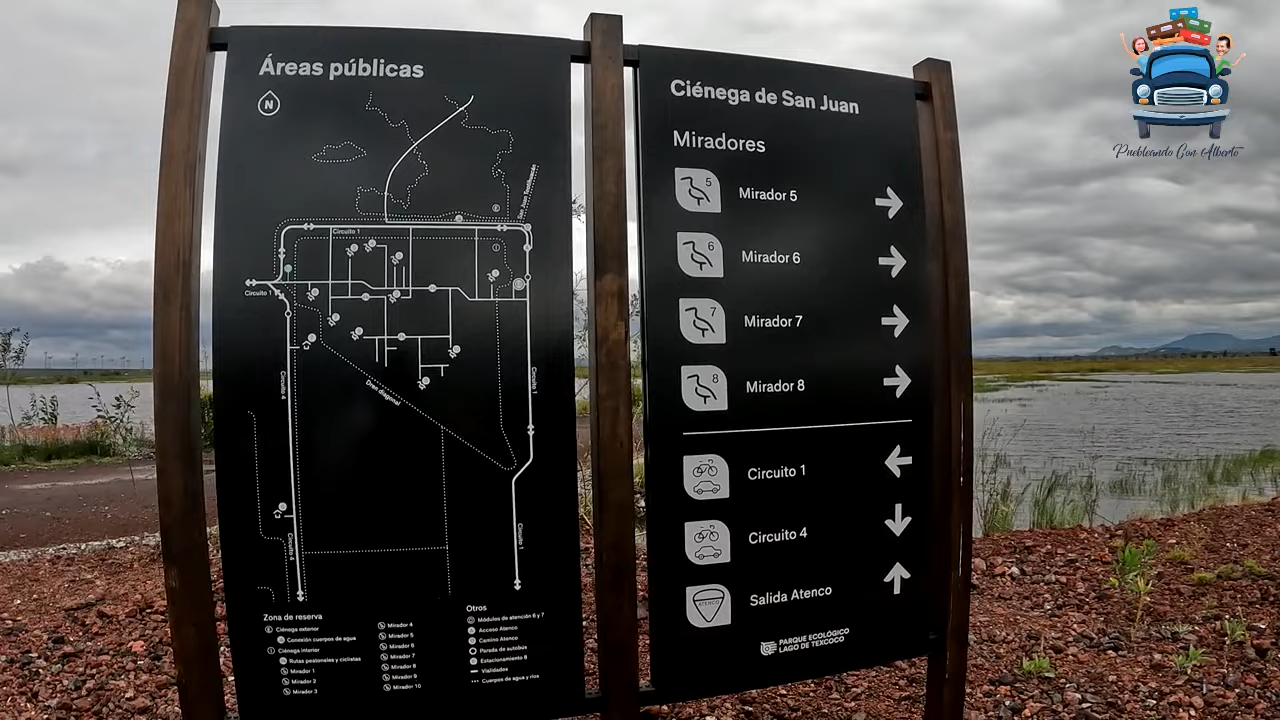 Áreas públicas
N
Circuito 1
Circuito 1
Circuito 4
Circuito 1
Dren diagonal
Circuito 4
Circuito 1
Zona de reserva
Ciénega exterior
Conexión cuerpos de agua
Ciénega interior
Rutas peatonales y ciclistas
Mirador 1
Mirador 2
Mirador 3
Mirador 4
Mirador 5
Mirador 6
Mirador 7
Mirador 8
Mirador 9
Mirador 10
Otros
Módulos de atención 6 y 7
Acceso Atenco
Camino Atenco
Parada de autobús
Estacionamiento 8
Vialidades
Cuerpos de agua y ríos
Ciénega de San Juan
Miradores
5
Mirador 5
6
Mirador 6
7
Mirador 7
8
Mirador 8
Circuito 1
Circuito 4
ATENCO
Salida Atenco
PARQUE ECOLÓGICO
LAGO DE TEXCOCO
Puebleando Con Alberto